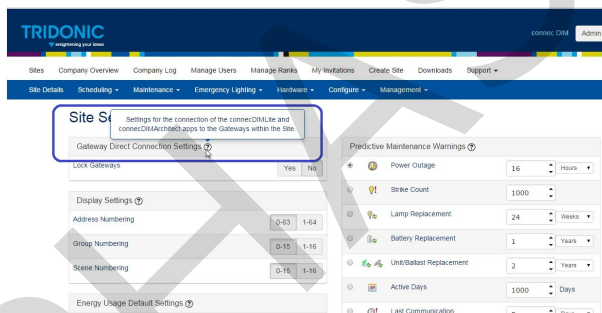 TRIDONIC
enlightening your ideas
connec DIM Admin
Sites Company Overview Company Log Manage Users Manage Ranks My Invitations Create Site Downloads Support
Site Details Scheduling Maintenance Emergency Lighting Hardware Configure Management
Site Se
Settings for the connection of the connecDIMLite and
connecDIMArchitect apps to the Gateways within the Site.
Gateway Direct Connection Settings
Lock Gateways Yes No
Display Settings
Address Numbering 0-63 1-64
Group Numbering 0-15 1-16
Scene Numbering 0-15 1-16
Energy Usage Default Settings
Predictive Maintenance Warnings
Power Outage 16 Hours
Strike Count 1000
Lamp Replacement 24 Weeks
Battery Replacement 1 Years
Unit/Ballast Replacement 2 Years
Active Days 1000 Days
Last Communication Days